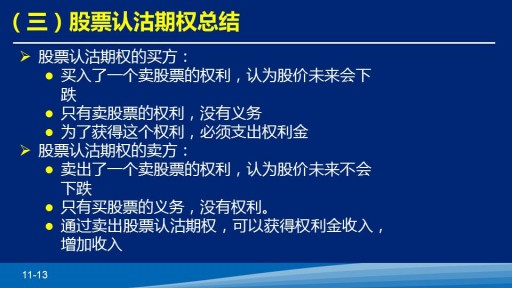 （三）股票认沽期权总结
股票认沽期权的买方：
买入了一个卖股票的权利，认为股价未来会下
跌
只有卖股票的权利，没有义务
为了获得这个权利，必须支出权利金
股票认沽期权的卖方：
卖出了一个卖股票的权利，认为股价未来不会
下跌
只有买股票的义务，没有权利。
通过卖出股票认沽期权，可以获得权利金收入，
增加收入
11-13